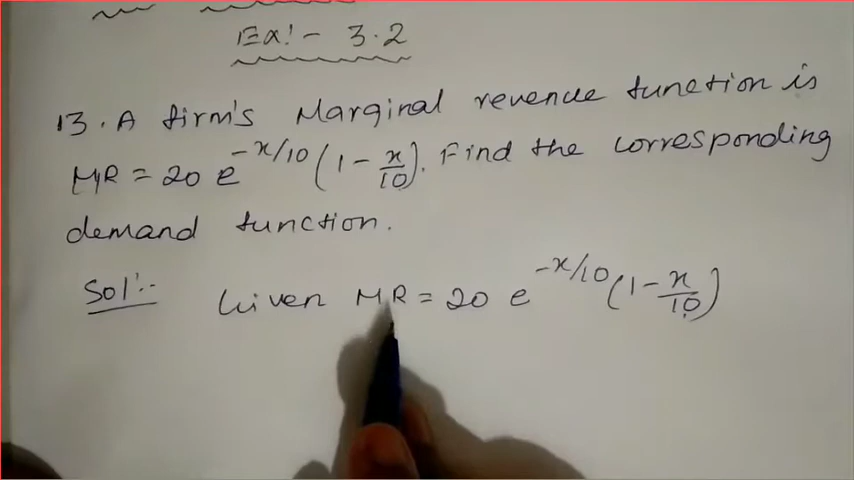 Ex:- 3.2
13. A firm's Marginal revenue function is
MR = 20 e^{-x/10} (1 - x/10). Find the corresponding
demand function.
Sol:- Given MR = 20 e^{-x/10} (1 - x/10)